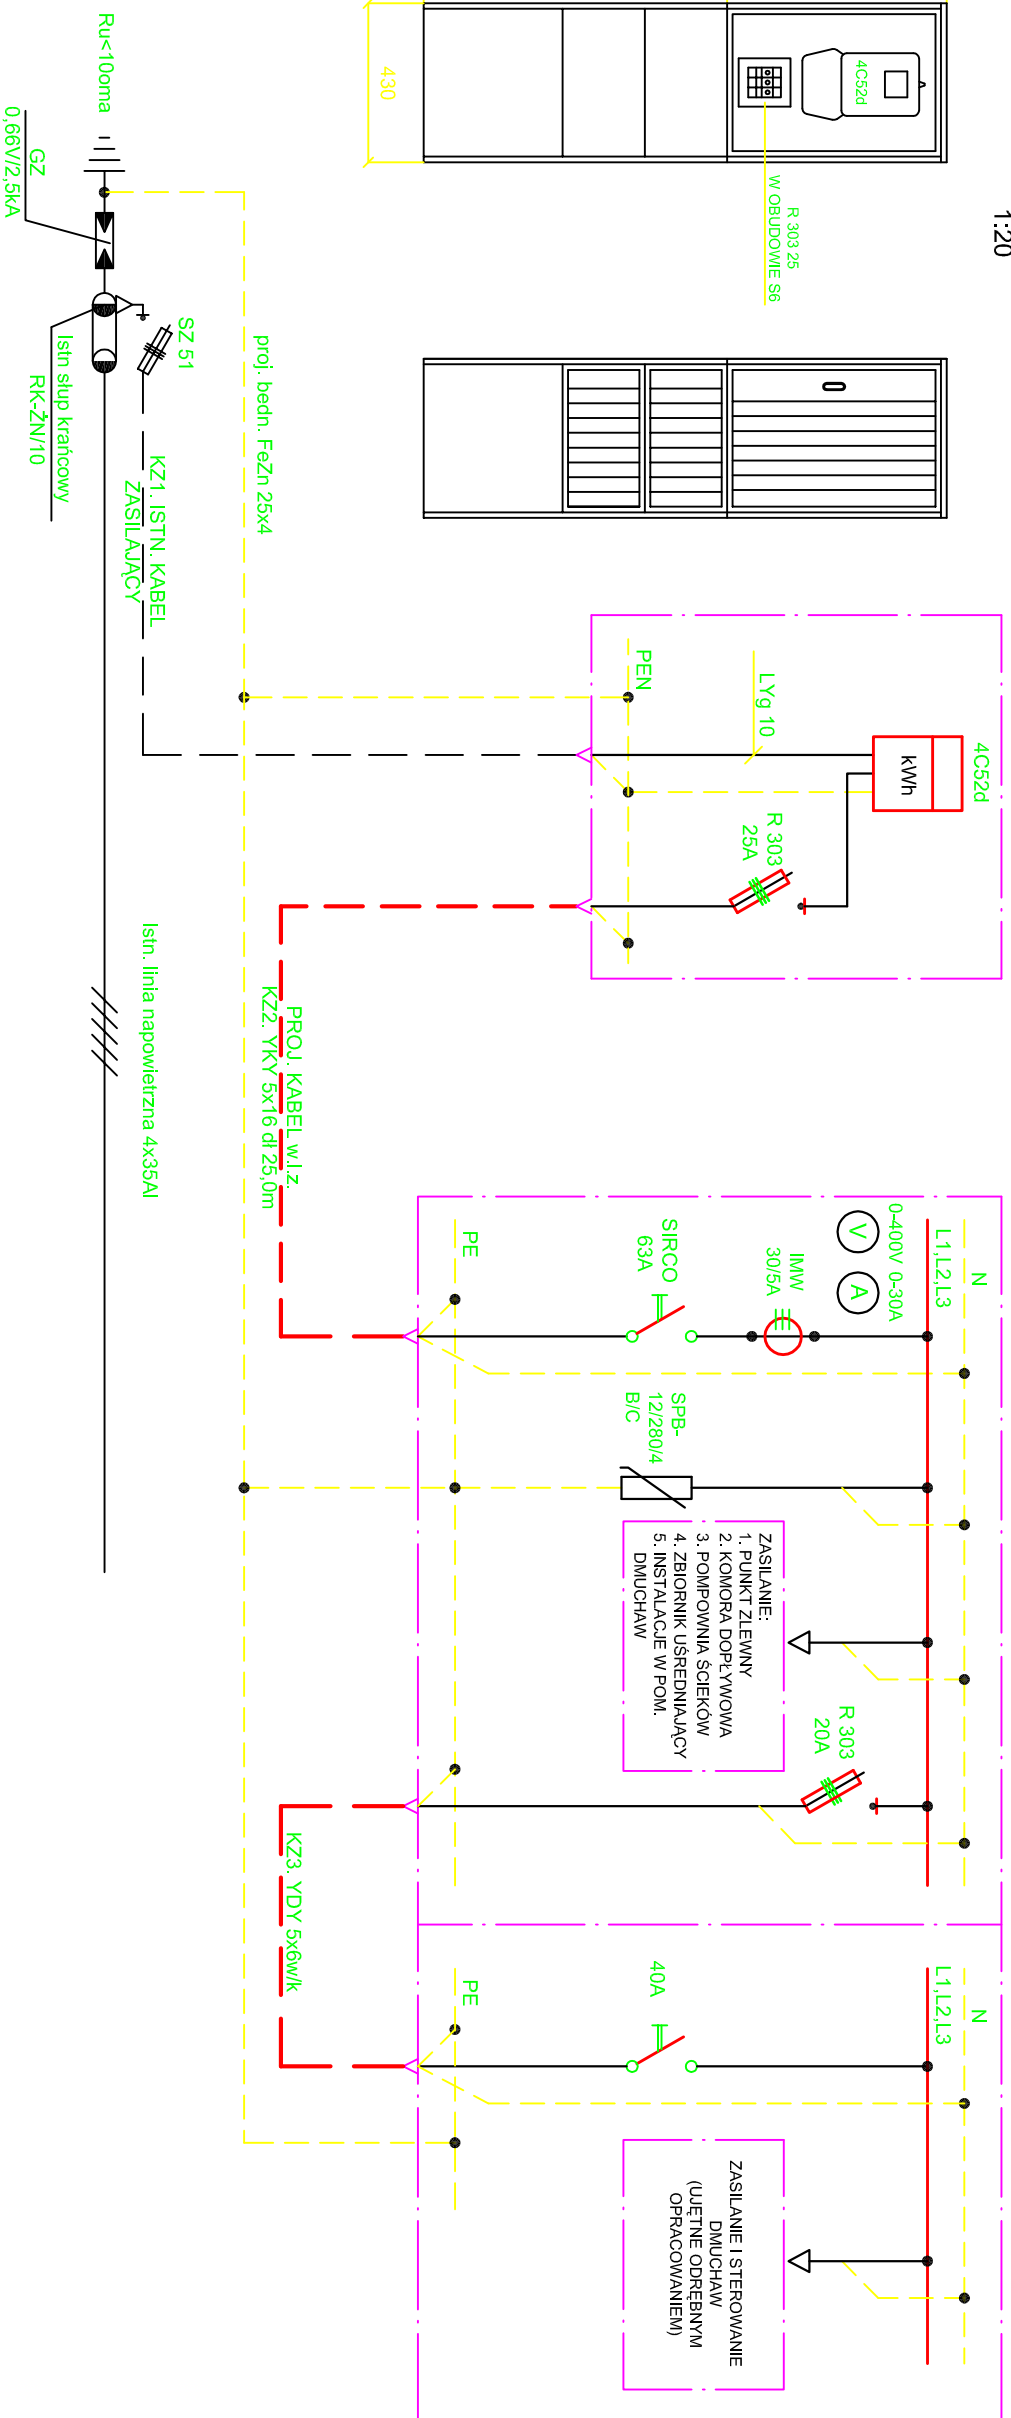 1:20
4C52d
R 303 25
W OBUDOWIE S6
430
Ru<10oma
GZ
0,66V/2,5kA
SZ 51
Istn słup krańcowy
RK-ŻN/10
proj. bedn. FeZn 25x4
KZ1. ISTN. KABEL
ZASILAJĄCY
Istn. linia napowietrzna 4x35Al
4C52d
kWh
LYg 10
PEN
R 303
25A
PROJ. KABEL w.l.z.
KZ2. YKY 5x16 dł 25,0m
N
L1,L2,L3
0-400V 0-30A
V
A
IMW
30/5A
SIRCO
63A
PE
SPB-
12/280/4
B/C
ZASILANIE:
1. PUNKT ZLEWNY
2. KOMORA DOPŁYWOWA
3. POMPOWNIA ŚCIEKÓW
4. ZBIORNIK UŚREDNIAJĄCY
5. INSTALACJE W POM.
DMUCHAW
R 303
20A
KZ3. YDY 5x6w/k
N
L1,L2,L3
40A
PE
ZASILANIE I STEROWANIE
DMUCHAW
(UJĘTNE ODRĘBNYM
OPRACOWANIEM)